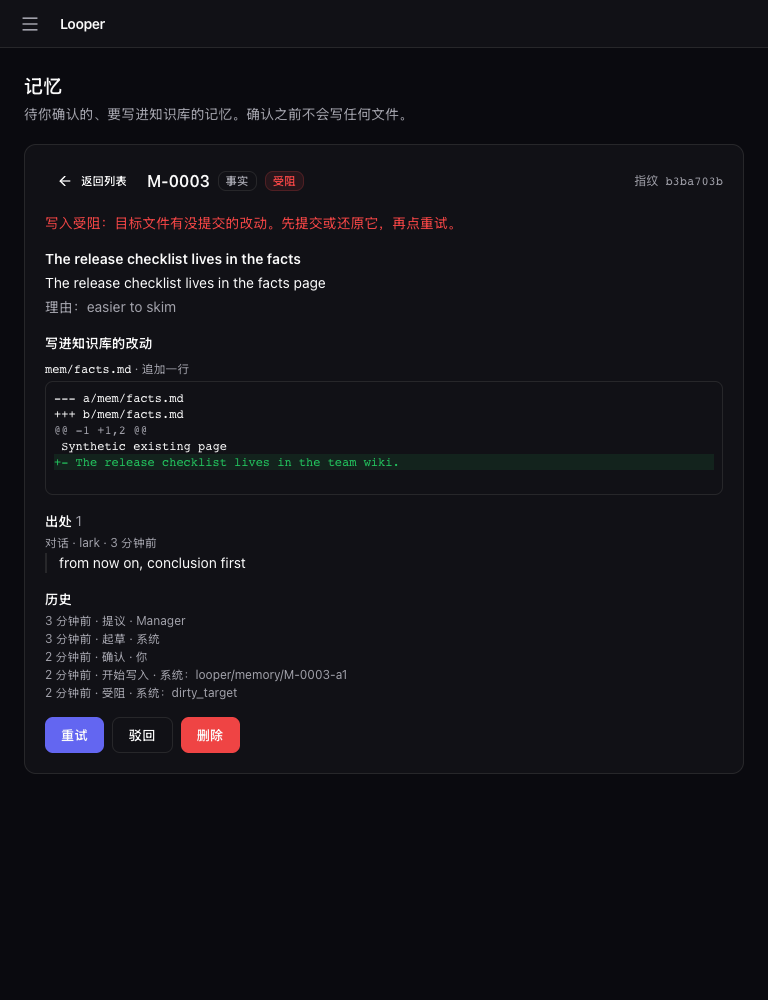 Looper
记忆
待你确认的、要写进知识库的记忆。确认之前不会写任何文件。
返回列表 M-0003 事实 受阻 指纹 b3ba703b
写入受阻：目标文件有没提交的改动。先提交或还原它，再点重试。
The release checklist lives in the facts
The release checklist lives in the facts page
理由：easier to skim
写进知识库的改动
mem/facts.md · 追加一行
--- a/mem/facts.md
+++ b/mem/facts.md
@@ -1 +1,2 @@
 Synthetic existing page
+- The release checklist lives in the team wiki.
出处 1
对话 · lark · 3 分钟前
from now on, conclusion first
历史
3 分钟前 · 提议 · Manager
3 分钟前 · 起草 · 系统
2 分钟前 · 确认 · 你
2 分钟前 · 开始写入 · 系统：looper/memory/M-0003-a1
2 分钟前 · 受阻 · 系统：dirty_target
重试 驳回 删除